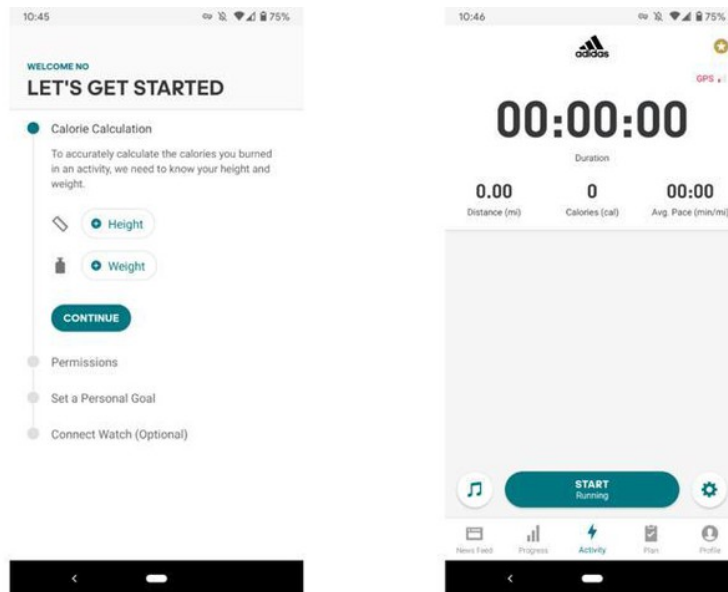 10:45
75%
WELCOME NO
LET'S GET STARTED
Calorie Calculation
To accurately calculate the calories you burned
in an activity, we need to know your height and
weight.
Height
Weight
CONTINUE
Permissions
Set a Personal Goal
Connect Watch (Optional)
10:46
75%
adidas
GPS
00:00:00
Duration
0.00 0 00:00
Distance (mi) Calories (cal) Avg. Pace (min/mi)
START
Running
News Feed Progress Activity Plan Profile